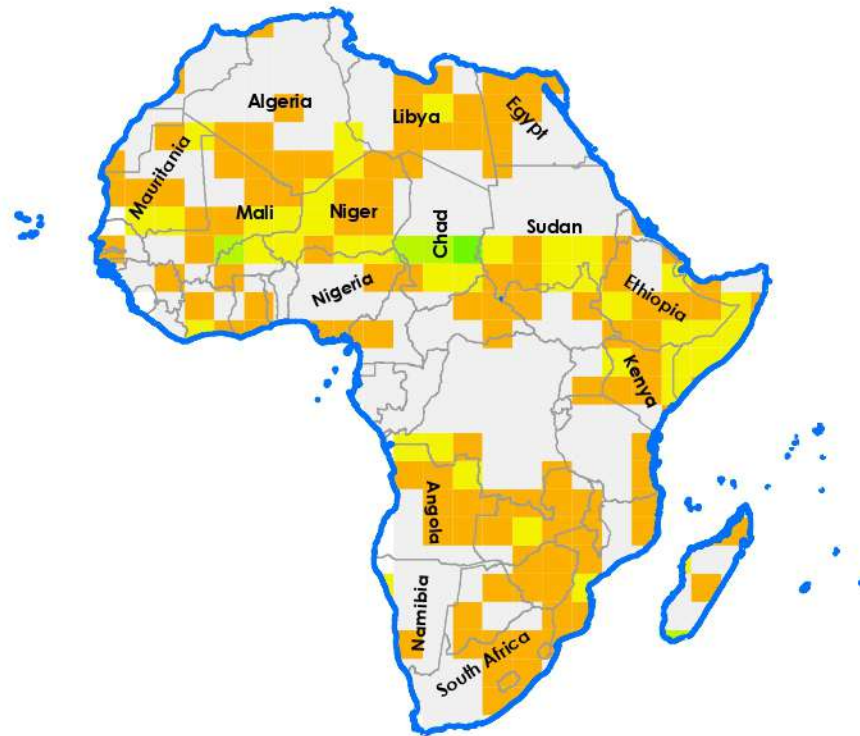 Algeria
Libya
Egypt
Mauritania
Mali
Niger
Chad
Sudan
Nigeria
Ethiopia
Kenya
Angola
Namibia
South Africa